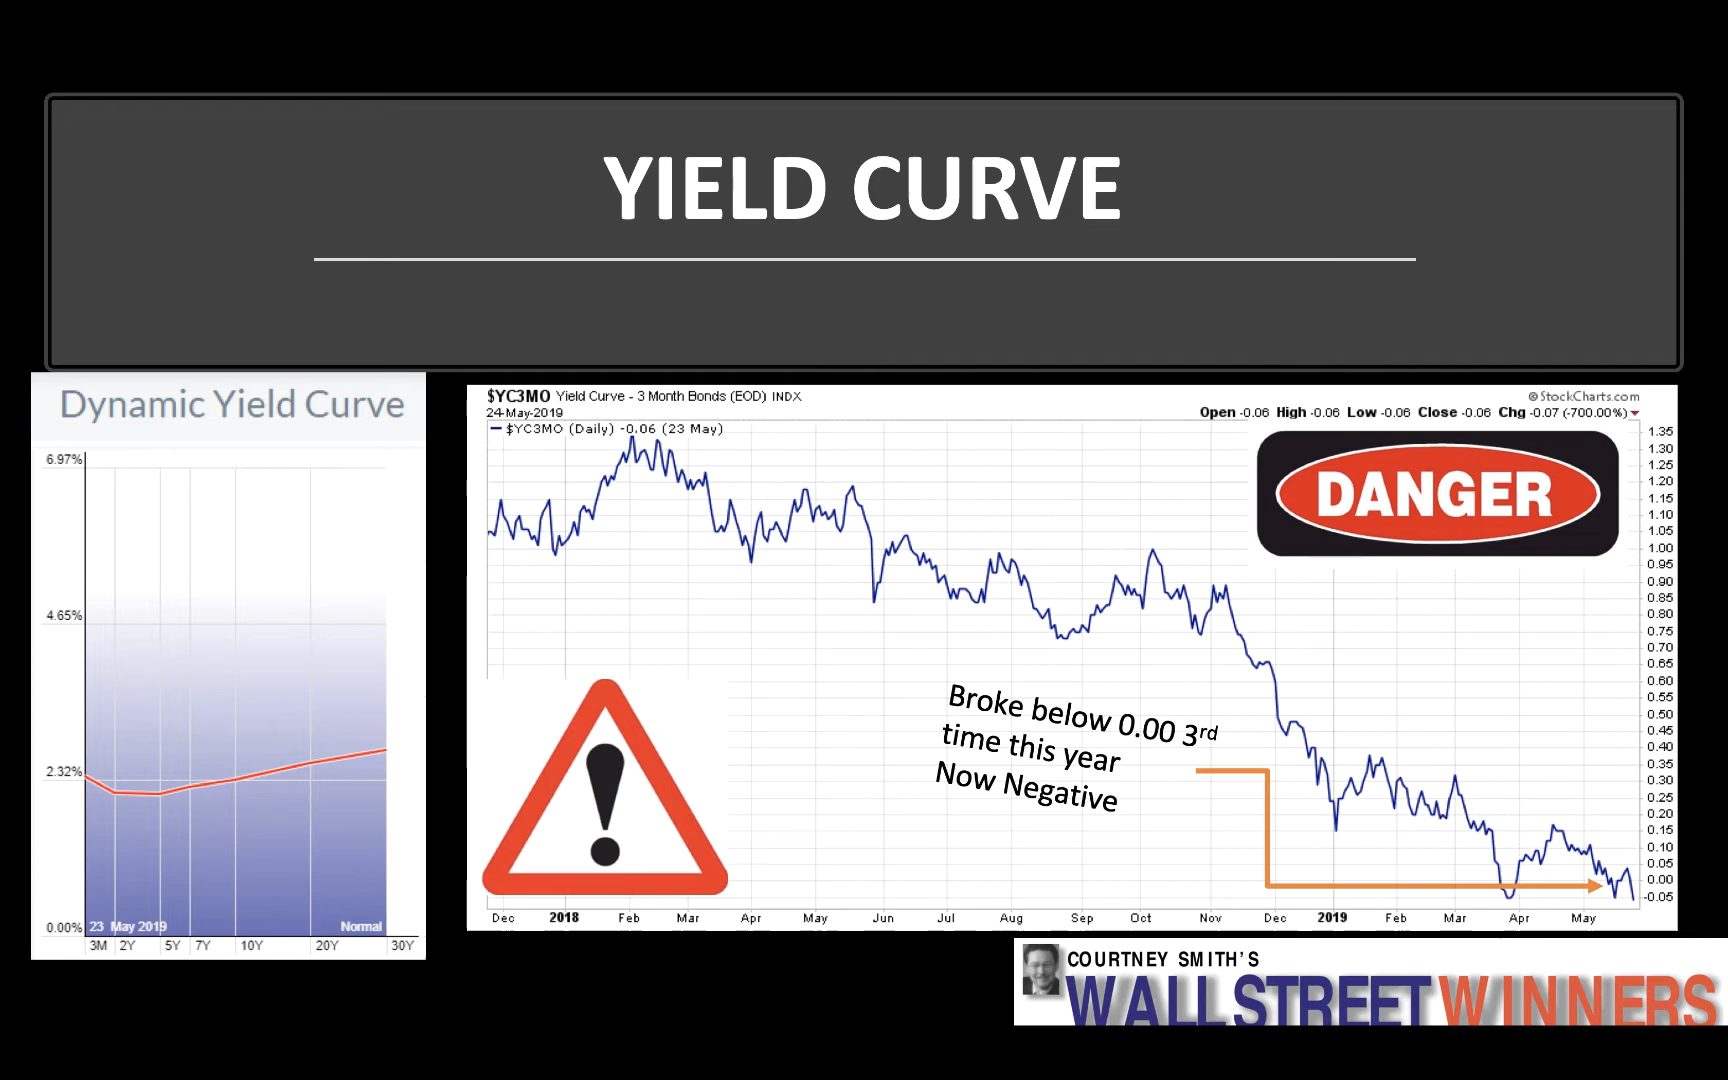 YIELD CURVE
Dynamic Yield Curve
6.97%
4.65%
2.32%
0.00%
23 May 2019
Normal
3M 2Y 5Y 7Y 10Y 20Y 30Y
$YC3MO Yield Curve - 3 Month Bonds (EOD) INDX
© StockCharts.com
24-May-2019
Open -0.06 High -0.06 Low -0.06 Close -0.06 Chg -0.07 (-700.00%)
$YC3MO (Daily) -0.06 (23 May)
DANGER
1.35
1.30
1.25
1.20
1.15
1.10
1.05
1.00
0.95
0.90
0.85
0.80
0.75
0.70
0.65
0.60
0.55
0.50
0.45
0.40
0.35
0.30
0.25
0.20
0.15
0.10
0.05
0.00
-0.05
Broke below 0.00 3rd
time this year
Now Negative
!
Dec 2018 Feb Mar Apr May Jun Jul Aug Sep Oct Nov Dec 2019 Feb Mar Apr May
COURTNEY SMITH'S
WALL STREET WINNERS